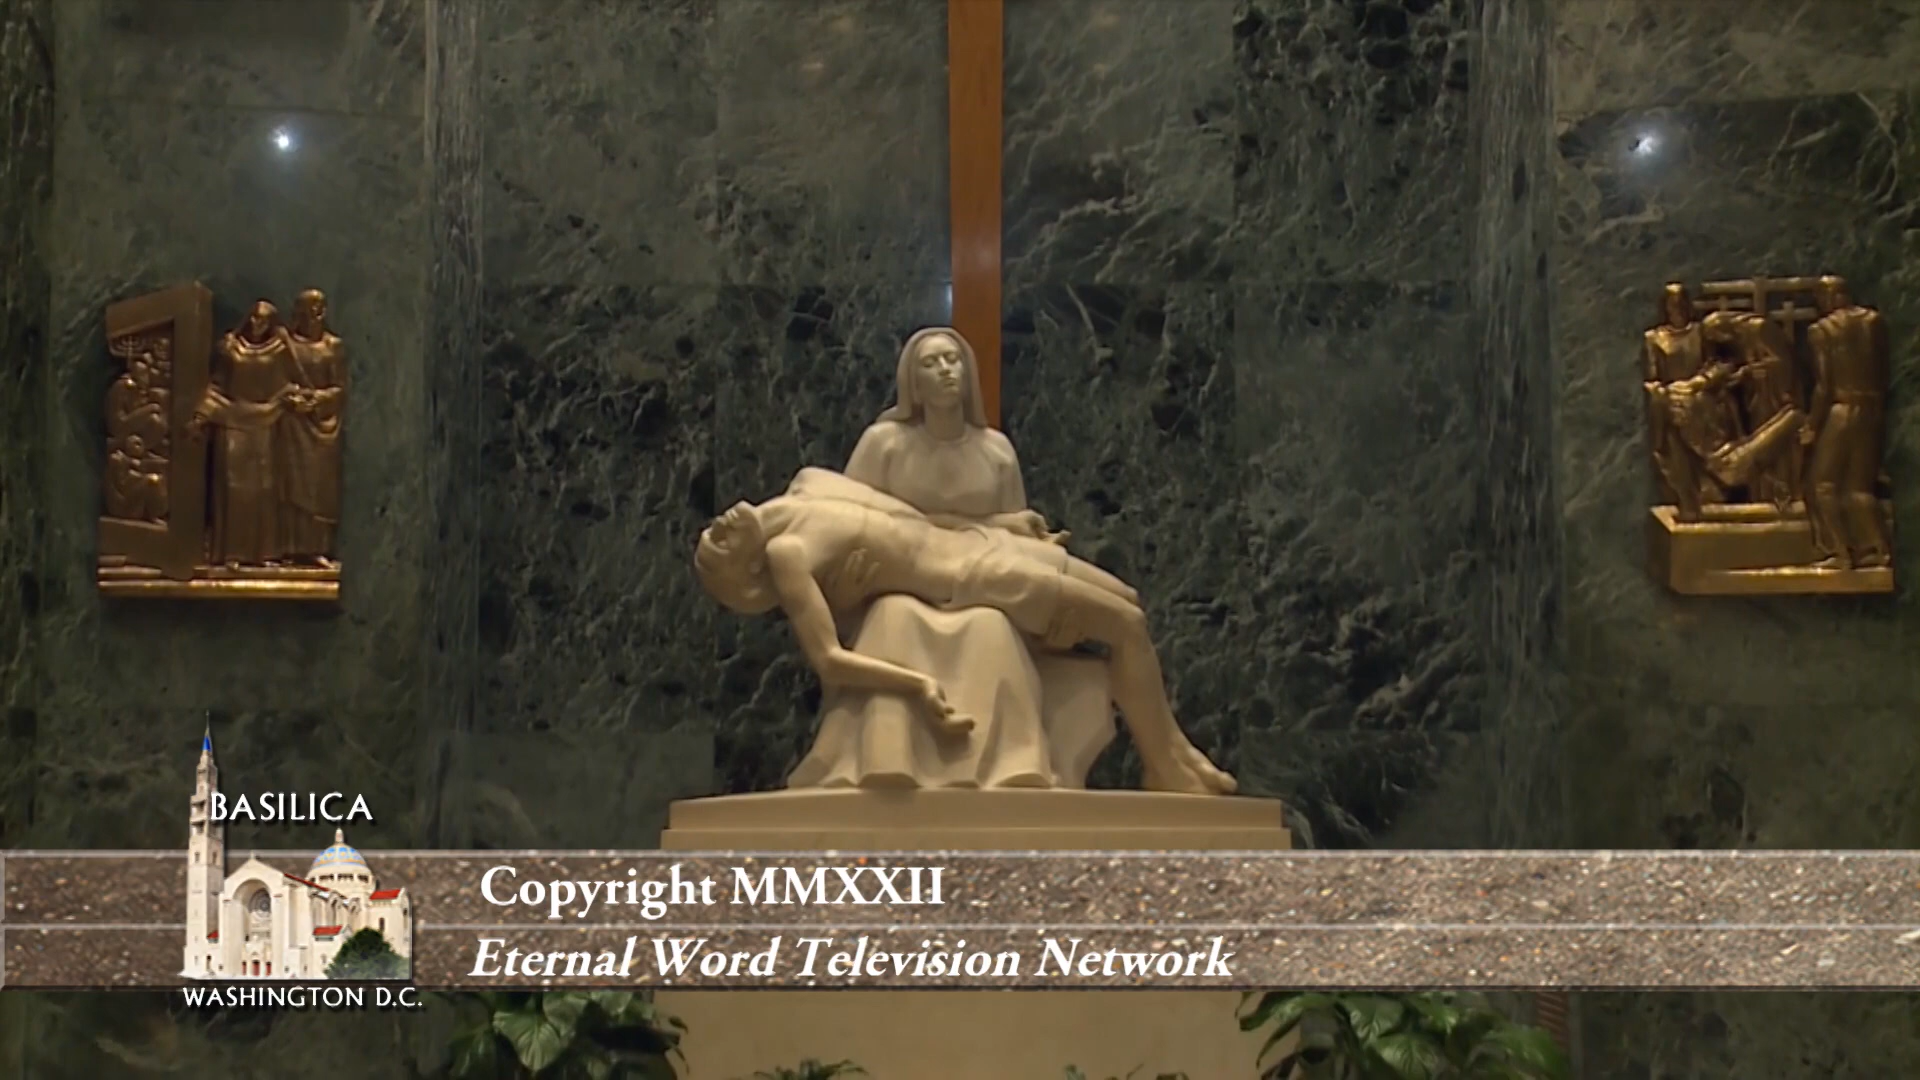 BASILICA
WASHINGTON D.C.
Copyright MMXXII
Eternal Word Television Network